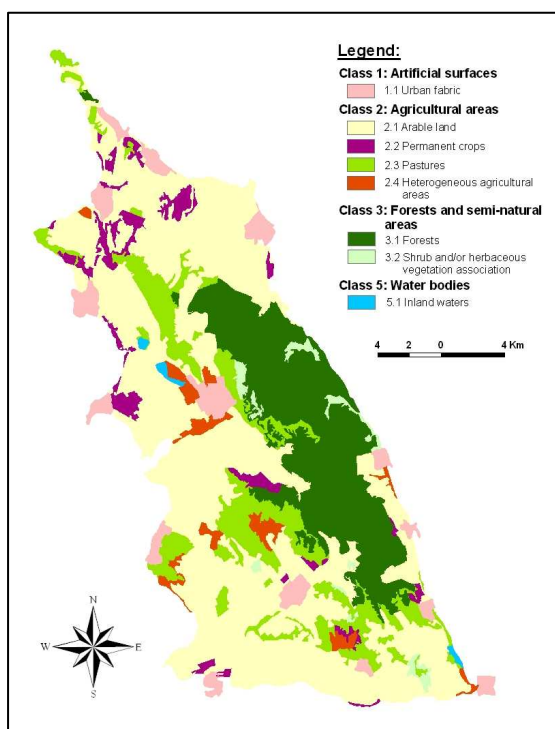 Legend:
Class 1: Artificial surfaces
1.1 Urban fabric
Class 2: Agricultural areas
2.1 Arable land
2.2 Permanent crops
2.3 Pastures
2.4 Heterogeneous agricultural
areas
Class 3: Forests and semi-natural
areas
3.1 Forests
3.2 Shrub and/or herbaceous
vegetation association
Class 5: Water bodies
5.1 Inland waters
4 0 4 Km
N
W E
S